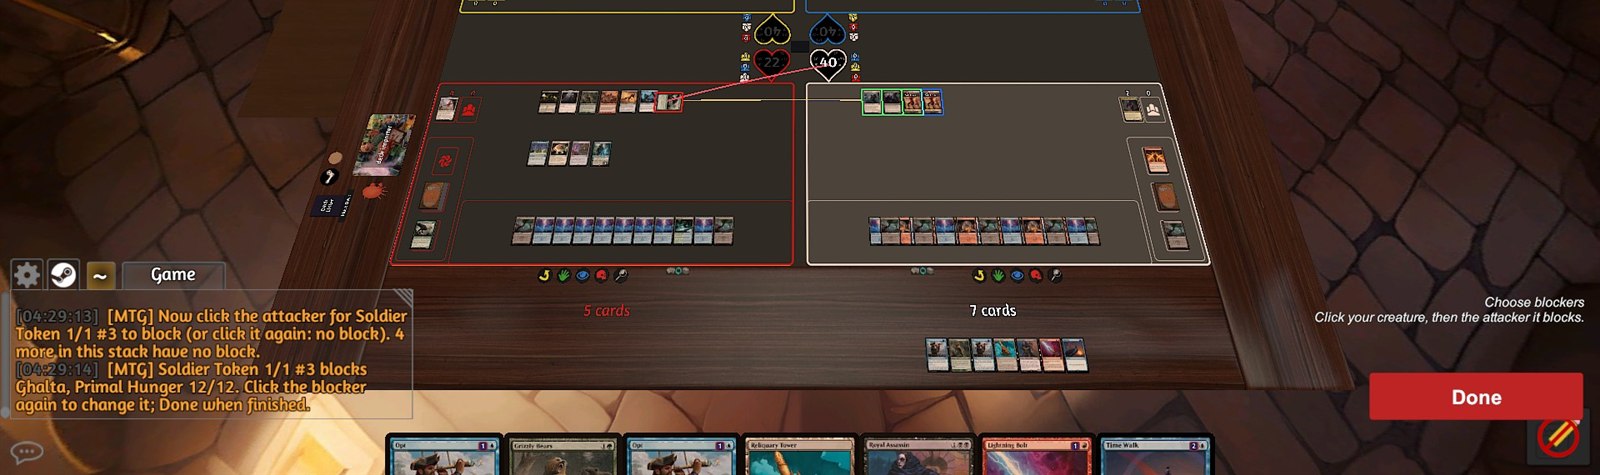 22
40
5 cards
7 cards
Game
[04:29:13] [MTG] Now click the attacker for Soldier
Token 1/1 #3 to block (or click it again: no block). 4
more in this stack have no block.
[04:29:14] [MTG] Soldier Token 1/1 #3 blocks
Ghalta, Primal Hunger 12/12. Click the blocker
again to change it; Done when finished.
Choose blockers
Click your creature, then the attacker it blocks.
Done
Opt
Grizzly Bears
Opt
Reliquary Tower
Royal Assassin
Lightning Bolt
Time Walk